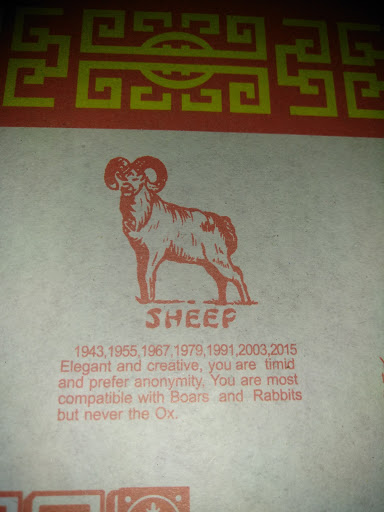 SHEEP
1943,1955,1967,1979,1991,2003,2015
Elegant and creative, you are timid
and prefer anonymity. You are most
compatible with Boars and Rabbits
but never the Ox.